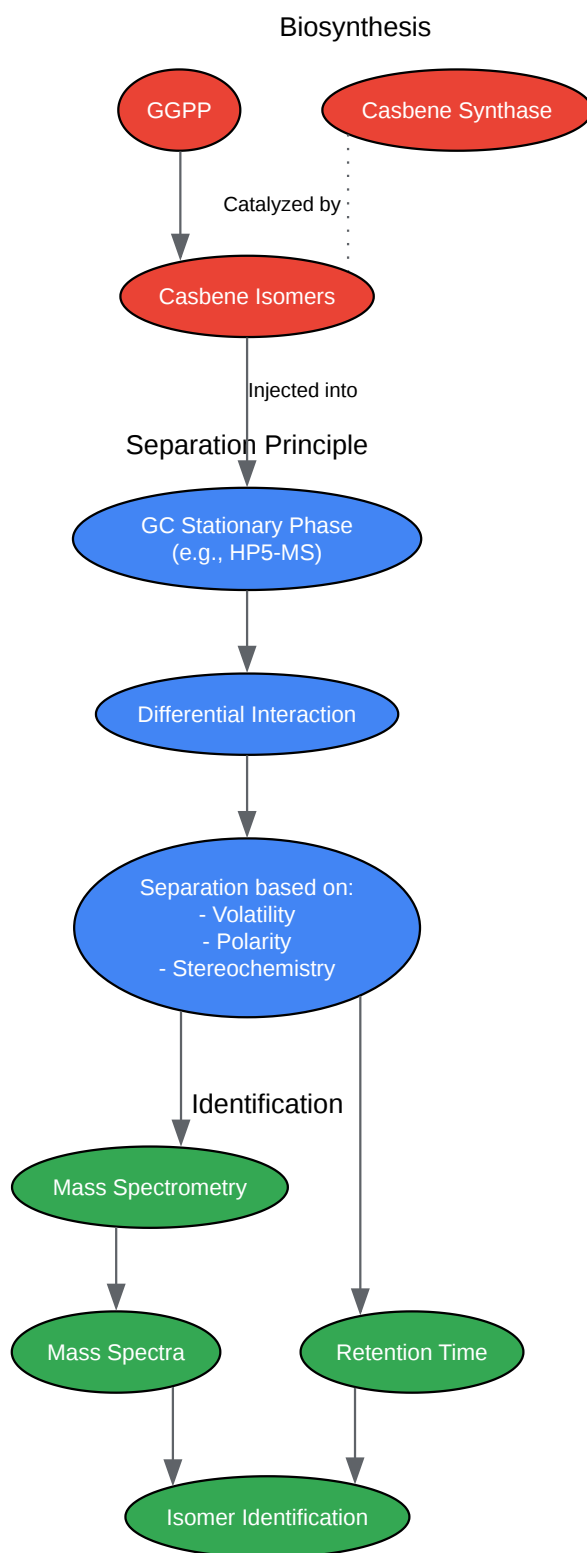 Biosynthesis
GGPP
Casbene Synthase
Catalyzed by
Casbene Isomers
Injected into
Separation Principle
GC Stationary Phase
(e.g., HP5-MS)
Differential Interaction
Separation based on:
- Volatility
- Polarity
- Stereochemistry
Identification
Mass Spectrometry
Mass Spectra
Retention Time
Isomer Identification